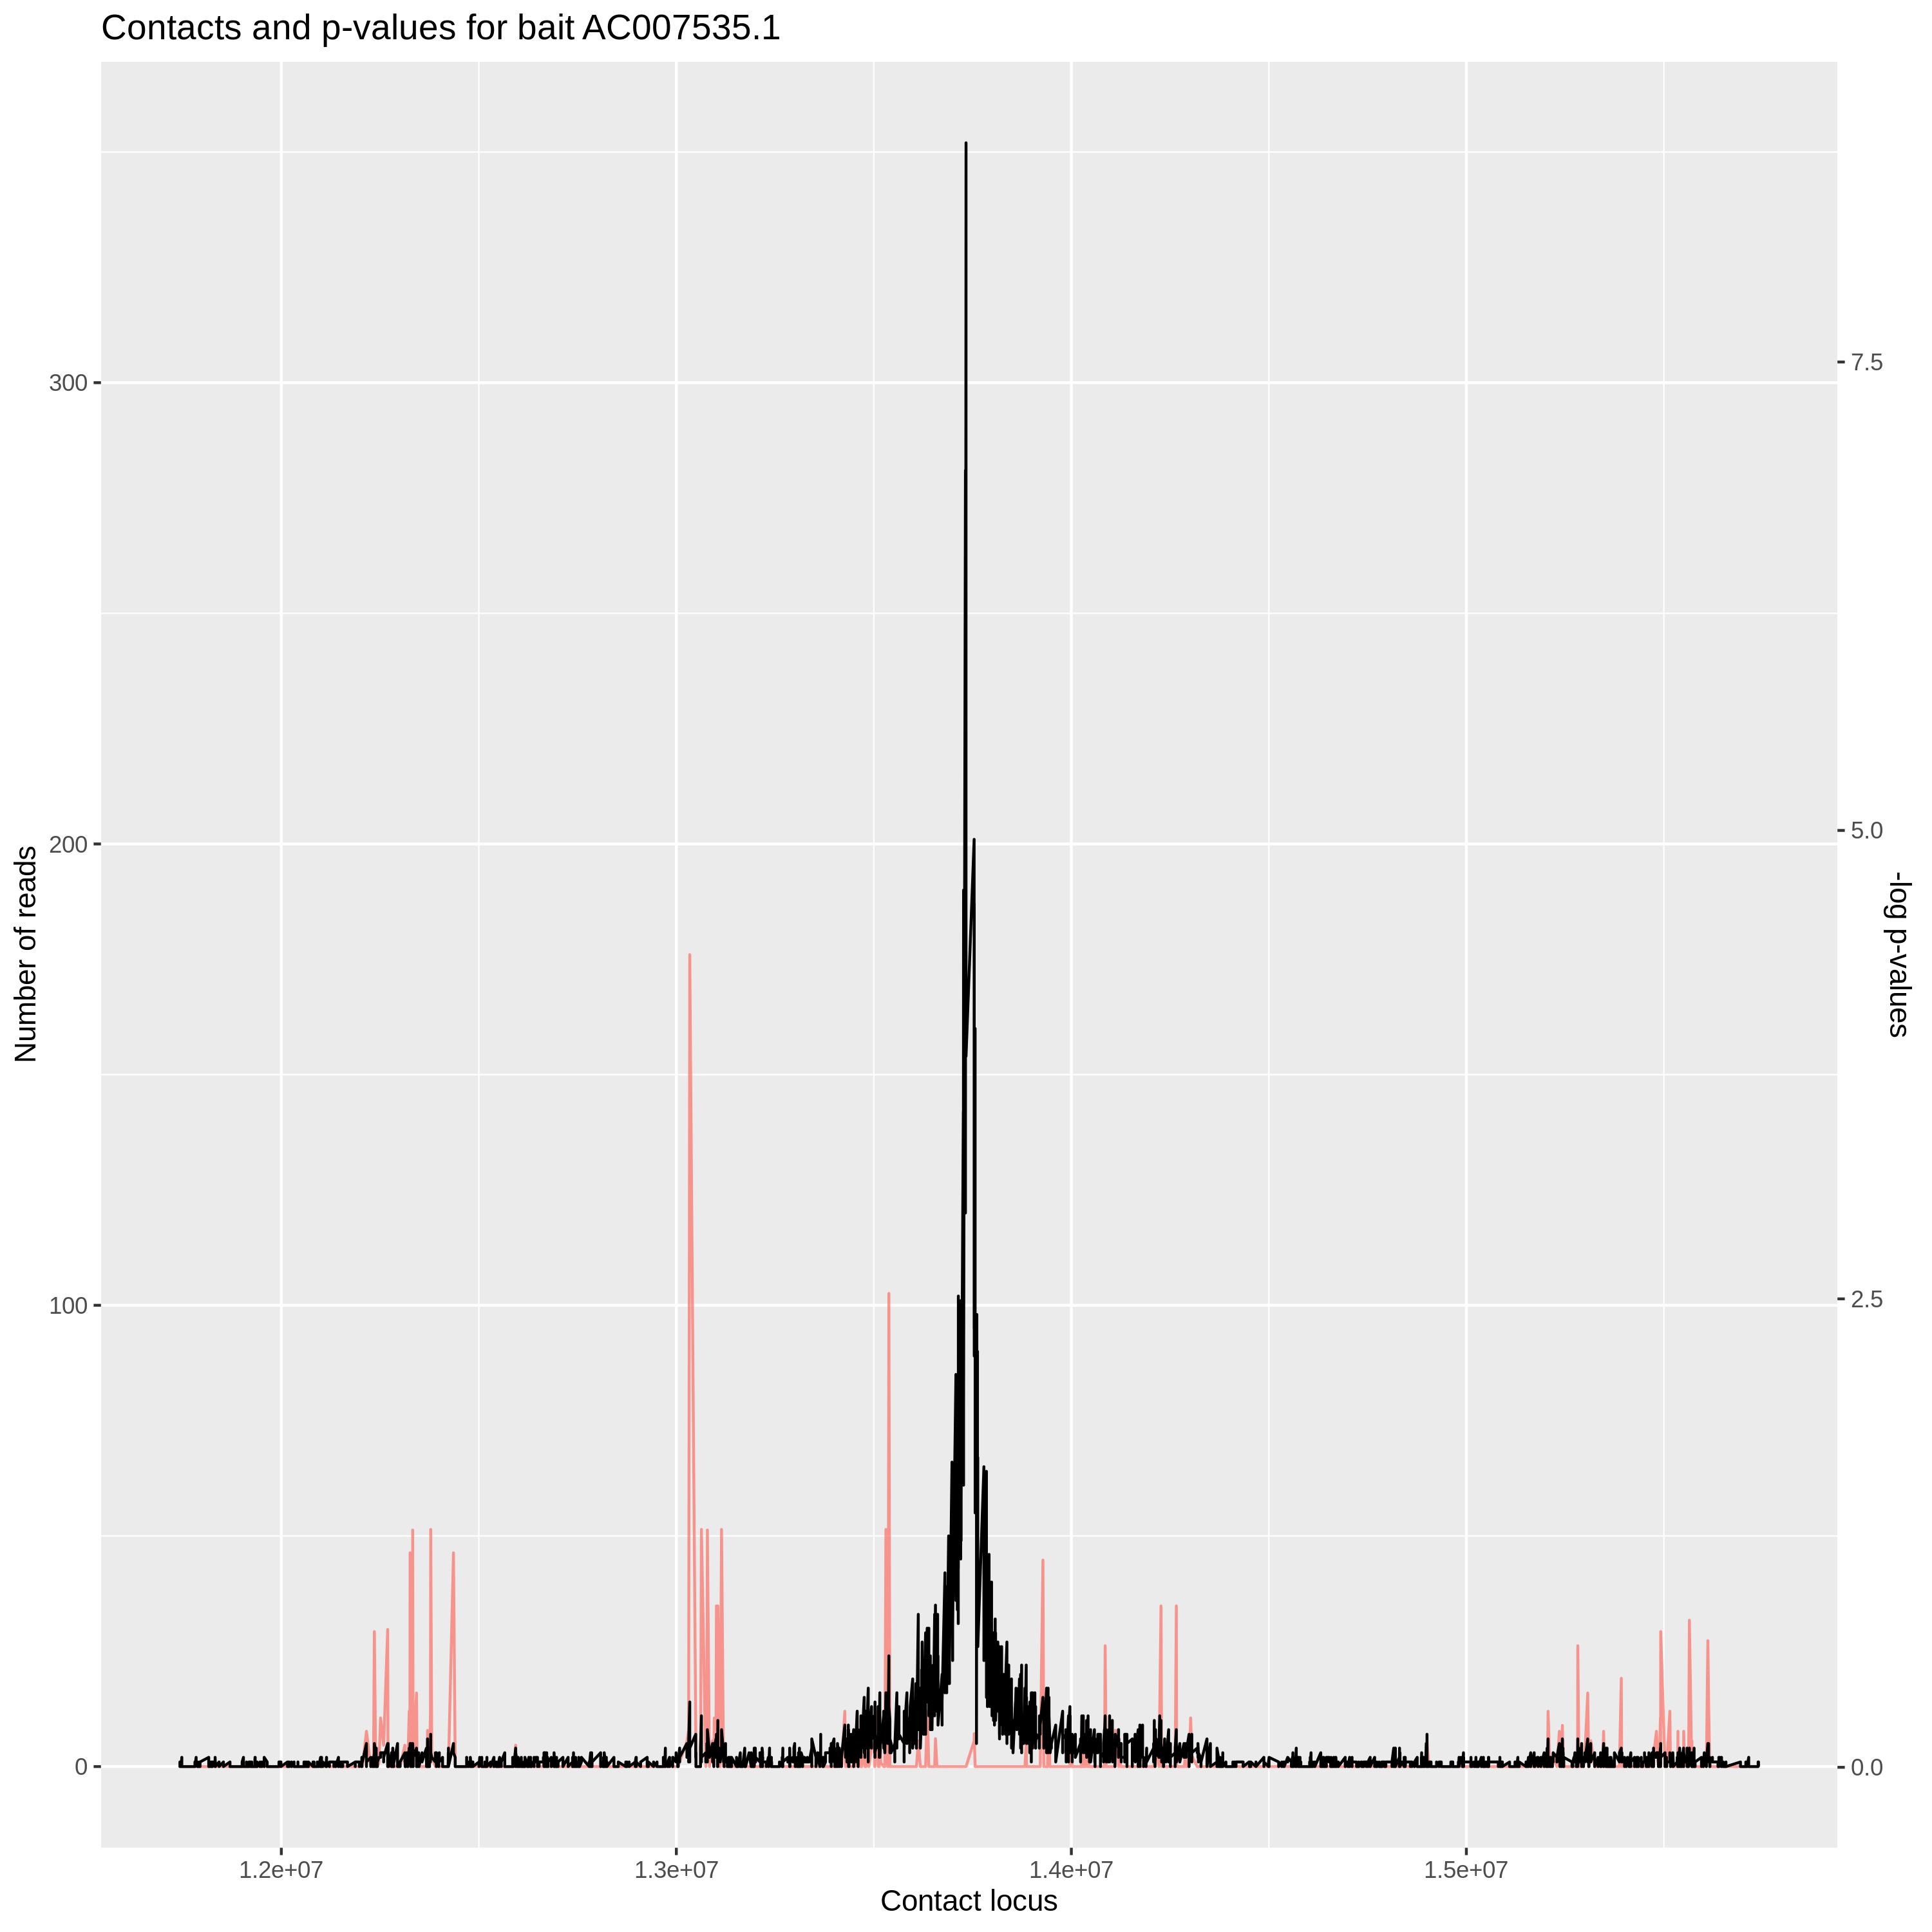 Contacts and p-values for bait AC007535.1
300
200
100
0
Number of reads
7.5
5.0
2.5
0.0
-log p-values
1.2e+07
1.3e+07
1.4e+07
1.5e+07
Contact locus